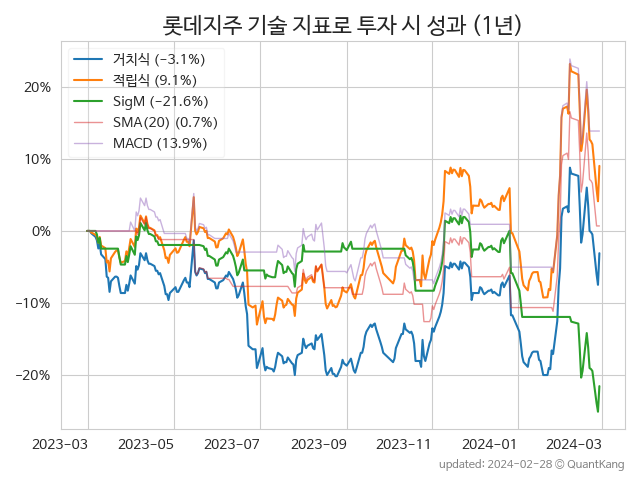 롯데지주 기술 지표로 투자 시 성과 (1년)
거치식 (−3.1%)
적립식 (9.1%)
SigM (−21.6%)
SMA(20) (0.7%)
MACD (13.9%)
20%
10%
0%
−10%
−20%
2023-03 2023-05 2023-07 2023-09 2023-11 2024-01 2024-03
updated: 2024-02-28 © QuantKang